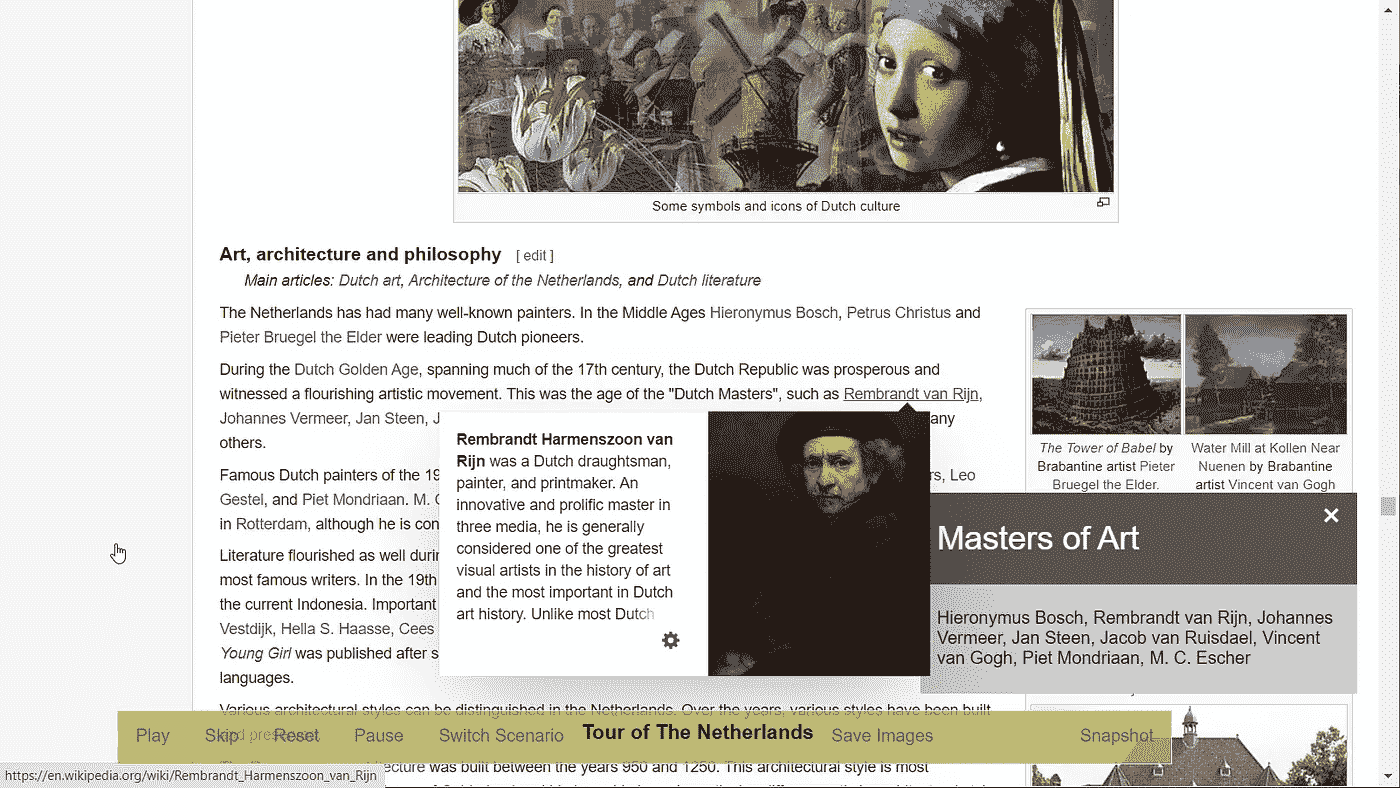 Some symbols and icons of Dutch culture
Art, architecture and philosophy [ edit ]
Main articles: Dutch art, Architecture of the Netherlands, and Dutch literature
The Netherlands has had many well-known painters. In the Middle Ages Hieronymus Bosch, Petrus Christus and
Pieter Bruegel the Elder were leading Dutch pioneers.
During the Dutch Golden Age, spanning much of the 17th century, the Dutch Republic was prosperous and
witnessed a flourishing artistic movement. This was the age of the "Dutch Masters", such as Rembrandt van Rijn,
Johannes Vermeer, Jan Steen, J
any
others.
Famous Dutch painters of the 19
rs, Leo
Gestel, and Piet Mondriaan. M. C
in Rotterdam, although he is con
Literature flourished as well durin
most famous writers. In the 19th
the current Indonesia. Important
Vestdijk, Hella S. Haasse, Cees
Young Girl was published after s
languages.
Various architectural styles can be distinguished in the Netherlands. Over the years, various styles have been built
and preserved
ecture was built between the years 950 and 1250. This architectural style is most
Rembrandt Harmenszoon van
Rijn was a Dutch draughtsman,
painter, and printmaker. An
innovative and prolific master in
three media, he is generally
considered one of the greatest
visual artists in the history of art
and the most important in Dutch
art history. Unlike most Dutch
The Tower of Babel by
Brabantine artist Pieter
Bruegel the Elder.
Water Mill at Kollen Near
Nuenen by Brabantine
artist Vincent van Gogh
Masters of Art
Hieronymus Bosch, Rembrandt van Rijn, Johannes
Vermeer, Jan Steen, Jacob van Ruisdael, Vincent
van Gogh, Piet Mondriaan, M. C. Escher
Play Skip Reset Pause Switch Scenario Tour of The Netherlands Save Images Snapshot
https://en.wikipedia.org/wiki/Rembrandt_Harmenszoon_van_Rijn